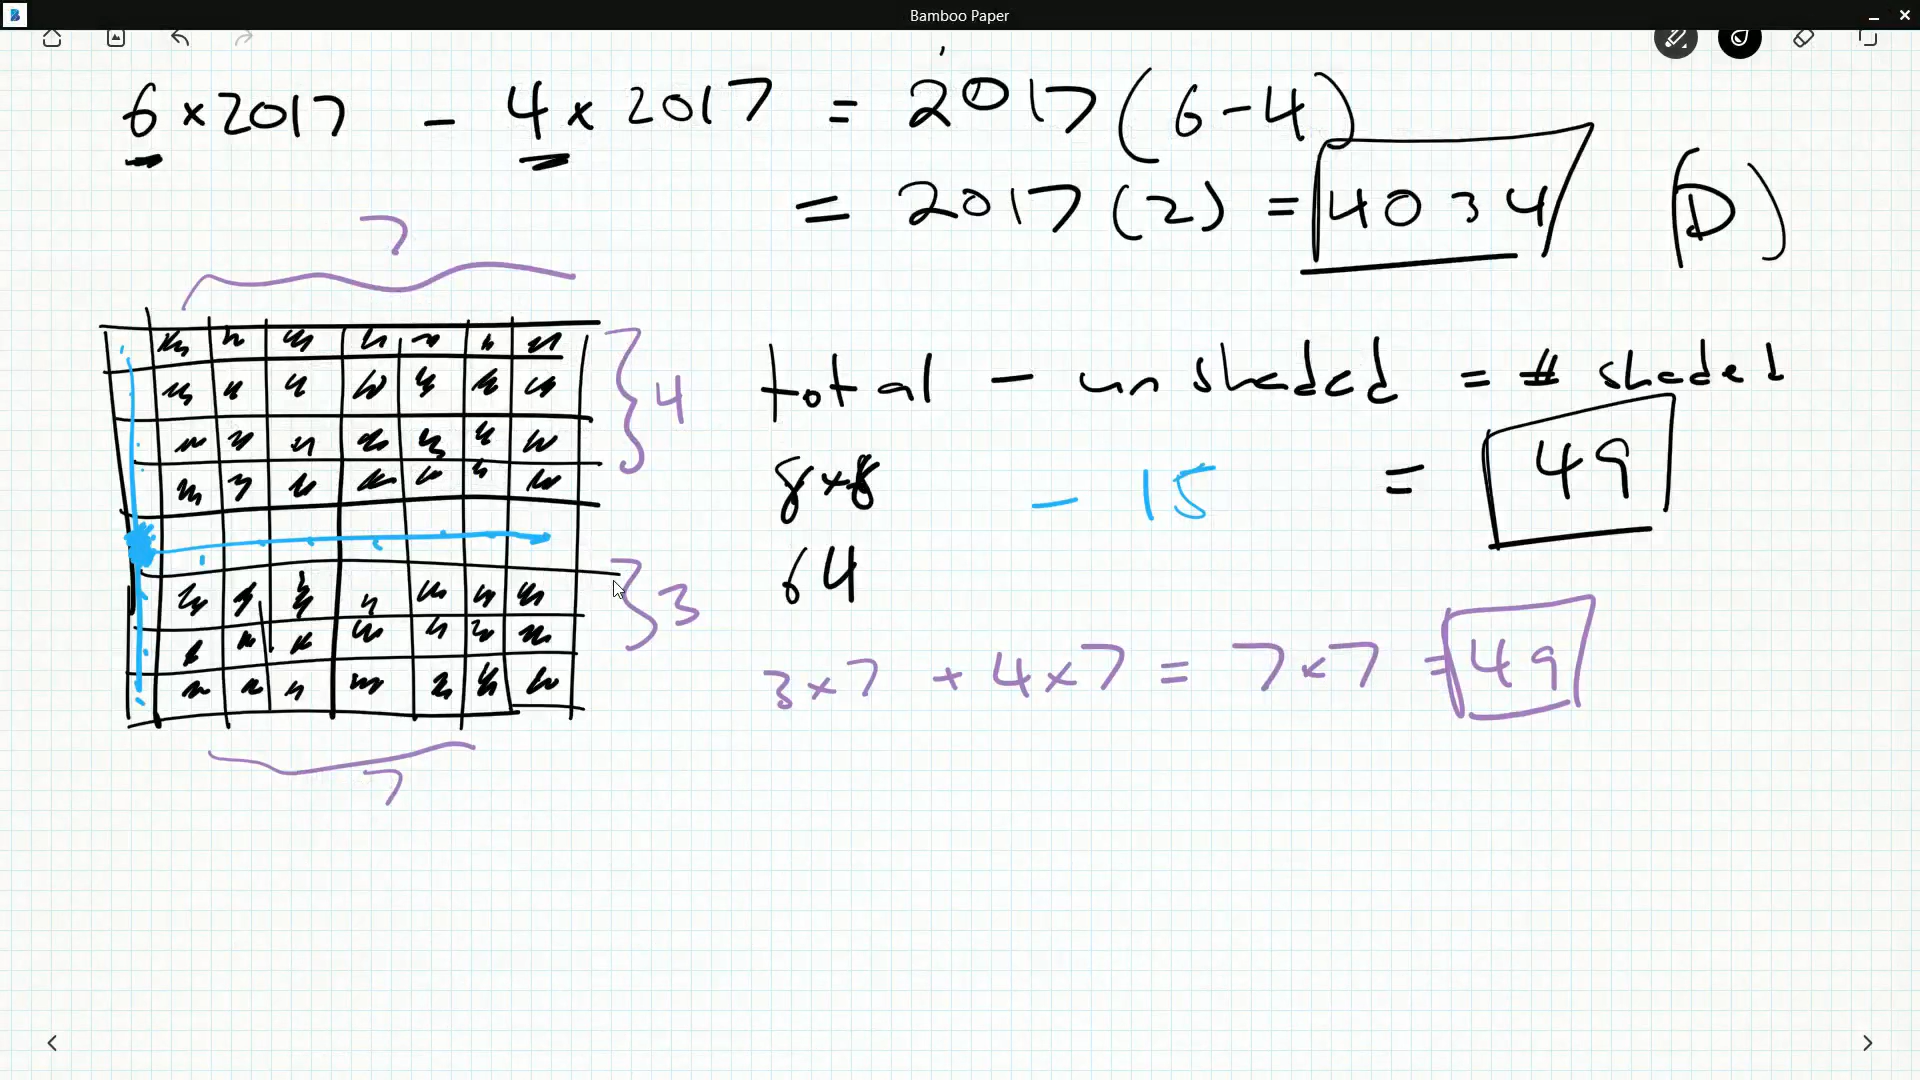 Bamboo Paper
6 × 2017 - 4 × 2017 = 2017 (6 - 4)
= 2017 (2) = 4034 (D)
7
4
total - unshaded = # shaded
8×8 - 15 = 49
64
3
3×7 + 4×7 = 7×7 = 49
7